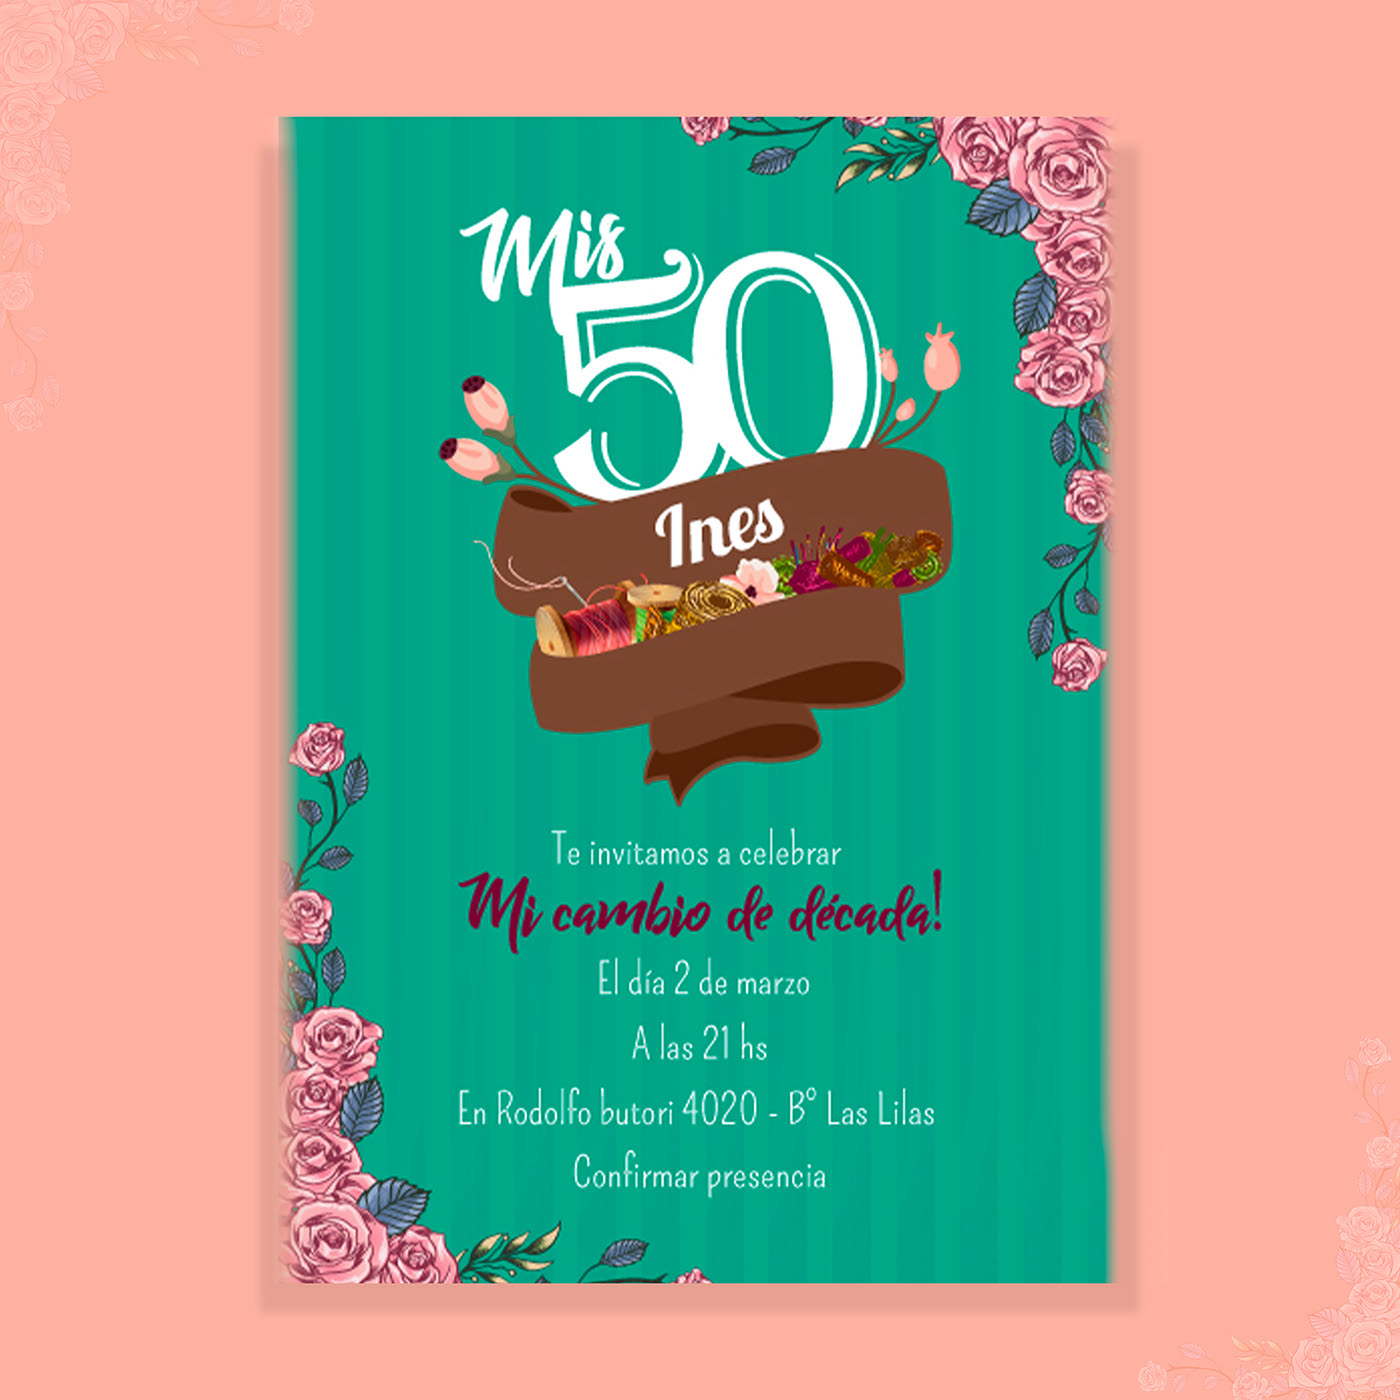 Mis
50
Ines
Te invitamos a celebrar
Mi cambio de década!
El día 2 de marzo
A las 21 hs
En Rodolfo butori 4020 - B° Las Lilas
Confirmar presencia